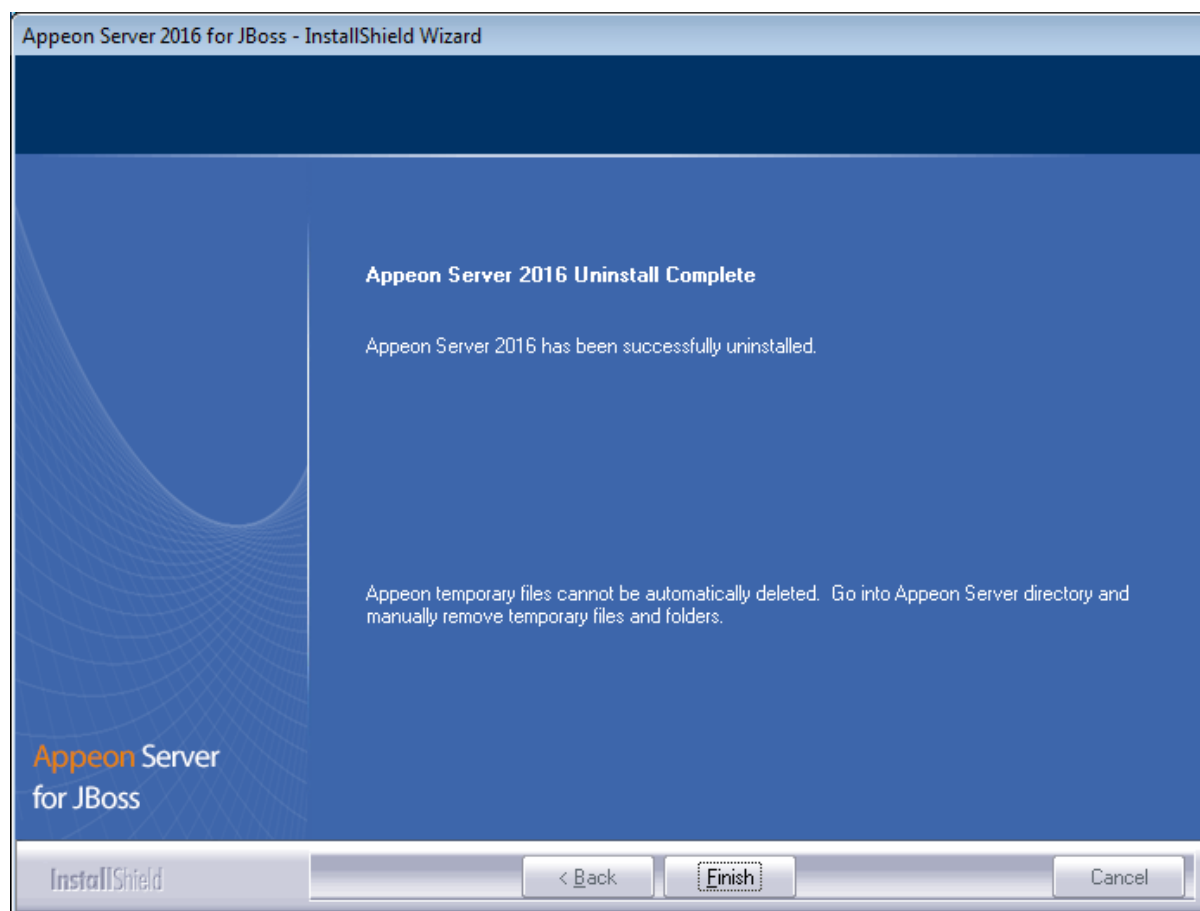 Appeon Server 2016 for JBoss - InstallShield Wizard
Appeon Server 2016 Uninstall Complete
Appeon Server 2016 has been successfully uninstalled.
Appeon temporary files cannot be automatically deleted.  Go into Appeon Server directory and
manually remove temporary files and folders.
Appeon Server
for JBoss
InstallShield
< Back
Finish
Cancel